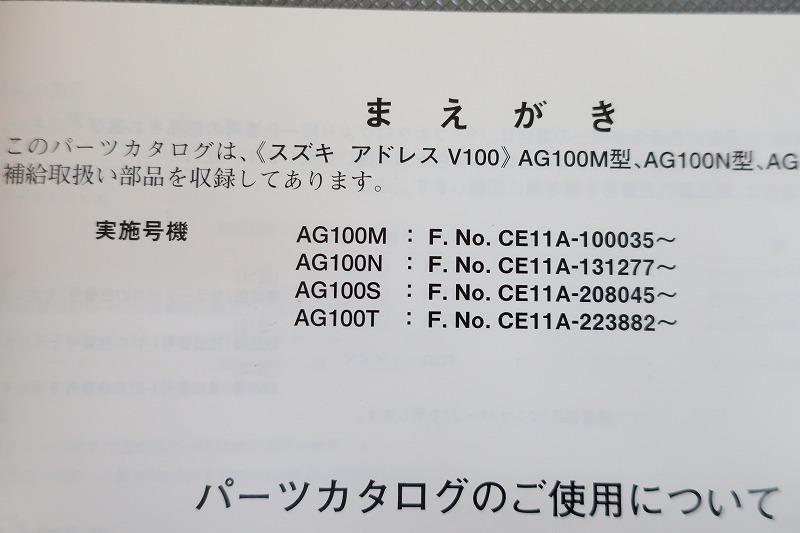 まえがき
このパーツカタログは、《スズキ アドレス V100》AG100M型、AG100N型、AG
補給取扱い部品を収録してあります。
実施号機 AG100M : F. No. CE11A-100035～
AG100N : F. No. CE11A-131277～
AG100S : F. No. CE11A-208045～
AG100T : F. No. CE11A-223882～
パーツカタログのご使用について